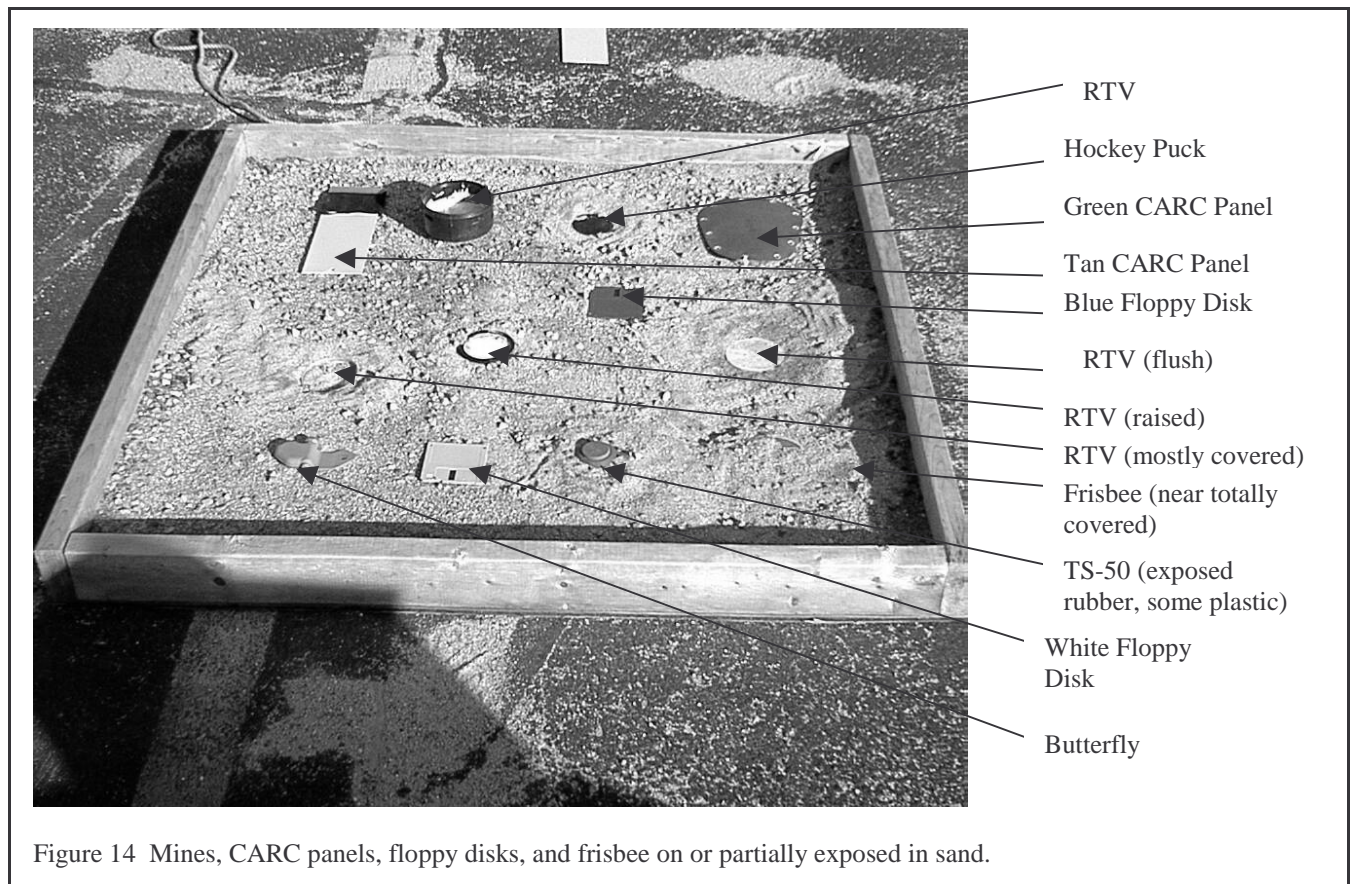 RTV
Hockey Puck
Green CARC Panel
Tan CARC Panel
Blue Floppy Disk
RTV (flush)
RTV (raised)
RTV (mostly covered)
Frisbee (near totally
covered)
TS-50 (exposed
rubber, some plastic)
White Floppy
Disk
Butterfly
Figure 14  Mines, CARC panels, floppy disks, and frisbee on or partially exposed in sand.